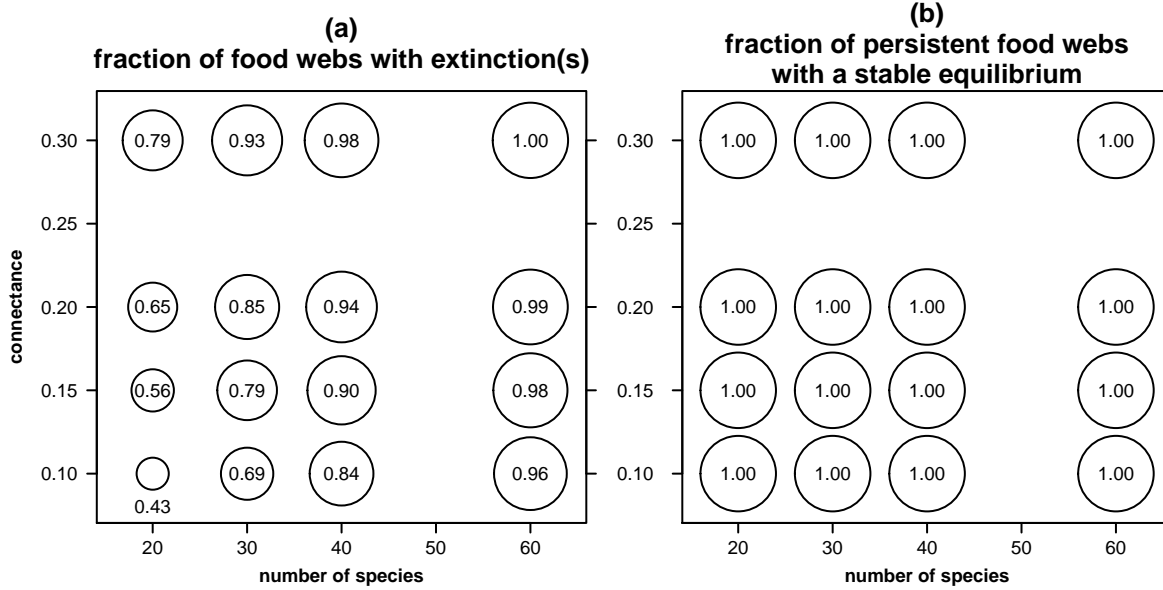 (a)
fraction of food webs with extinction(s)
connectance
0.30
0.25
0.20
0.15
0.10
0.79 0.93 0.98 1.00
0.65 0.85 0.94 0.99
0.56 0.79 0.90 0.98
0.69 0.84 0.96
0.43
20 30 40 50 60
number of species
(b)
fraction of persistent food webs
with a stable equilibrium
0.30
0.25
0.20
0.15
0.10
1.00 1.00 1.00 1.00
1.00 1.00 1.00 1.00
1.00 1.00 1.00 1.00
1.00 1.00 1.00 1.00
20 30 40 50 60
number of species